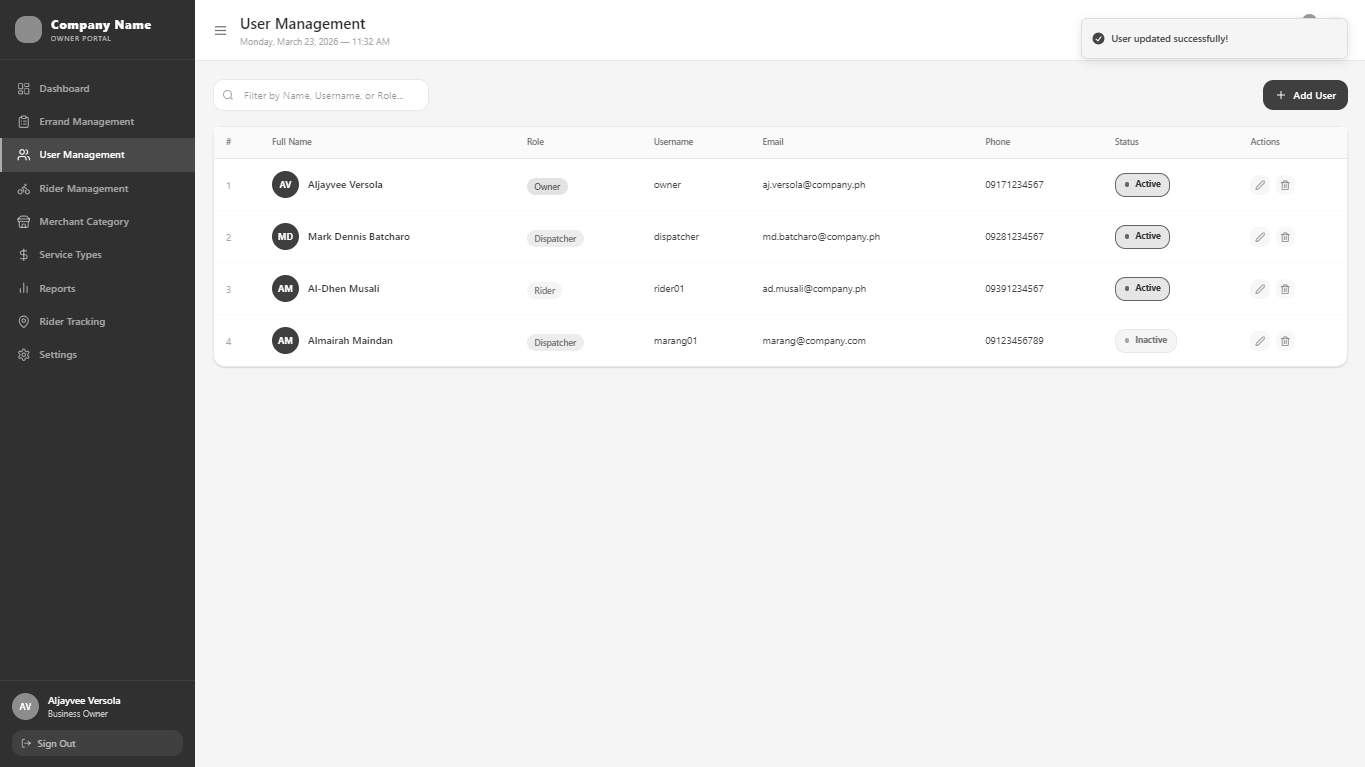 Company Name
OWNER PORTAL
Dashboard
Errand Management
User Management
Rider Management
Merchant Category
Service Types
Reports
Rider Tracking
Settings
AV
Aljayvee Versola
Business Owner
Sign Out
User Management
Monday, March 23, 2026 — 11:32 AM
User updated successfully!
Filter by Name, Username, or Role...
Add User
# Full Name Role Username Email Phone Status Actions
1 AV Aljayvee Versola Owner owner aj.versola@company.ph 09171234567 Active
2 MD Mark Dennis Batcharo Dispatcher dispatcher md.batcharo@company.ph 09281234567 Active
3 AM Al-Dhen Musali Rider rider01 ad.musali@company.ph 09391234567 Active
4 AM Almairah Maindan Dispatcher marang01 marang@company.com 09123456789 Inactive